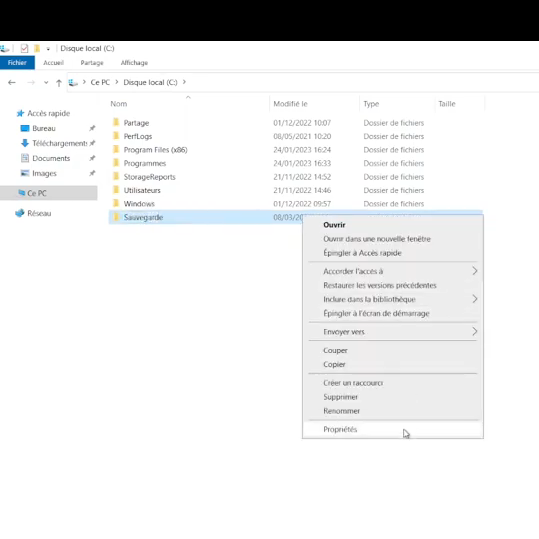 Disque local (C:)
Fichier Accueil Partage Affichage
Ce PC Disque local (C:)
Nom Modifié le Type Taille
Accès rapide
Bureau
Téléchargements
Documents
Images
Ce PC
Réseau
Partage 01/12/2022 10:07 Dossier de fichiers
PerfLogs 08/05/2021 10:20 Dossier de fichiers
Program Files (x86) 24/01/2023 16:24 Dossier de fichiers
Programmes 24/01/2023 16:33 Dossier de fichiers
StorageReports 21/11/2022 14:52 Dossier de fichiers
Utilisateurs 21/11/2022 14:46 Dossier de fichiers
Windows 01/12/2022 09:57 Dossier de fichiers
Sauvegarde 08/03/
Ouvrir
Ouvrir dans une nouvelle fenêtre
Épingler à Accès rapide
Accorder l'accès à
Restaurer les versions précédentes
Inclure dans la bibliothèque
Épingler à l'écran de démarrage
Envoyer vers
Couper
Copier
Créer un raccourci
Supprimer
Renommer
Propriétés